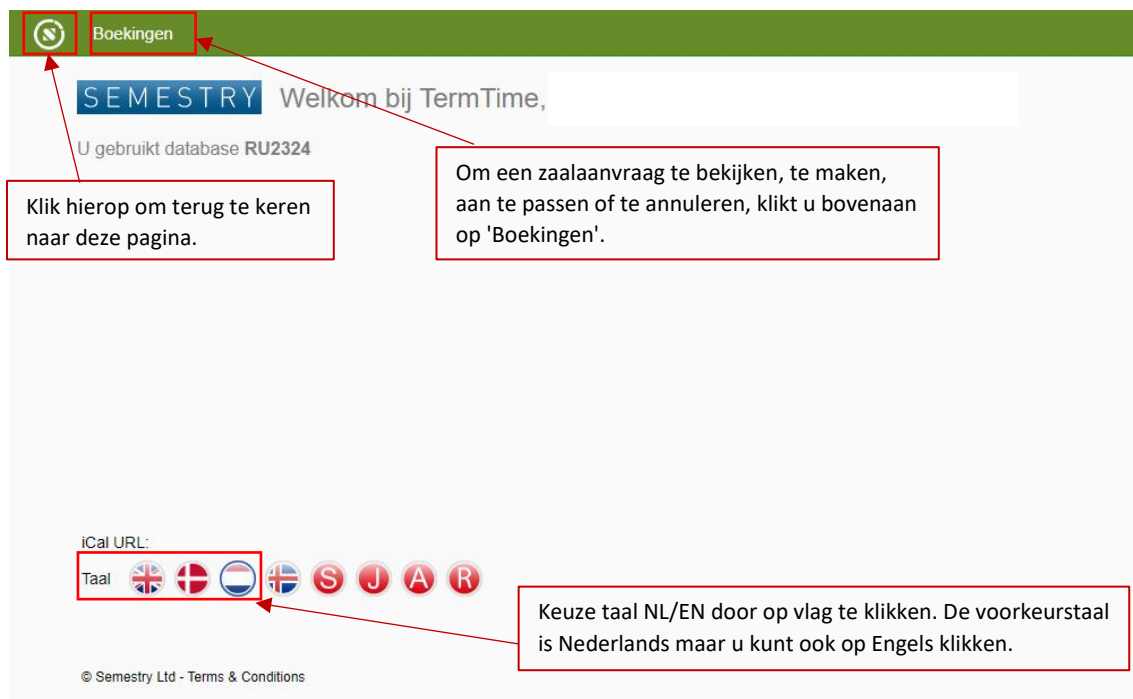 Boekingen
SEMESTRY Welkom bij TermTime,
U gebruikt database RU2324
Om een zaalaanvraag te bekijken, te maken,
aan te passen of te annuleren, klikt u bovenaan
op 'Boekingen'.
Klik hierop om terug te keren
naar deze pagina.
iCal URL:
Taal S J A R
Keuze taal NL/EN door op vlag te klikken. De voorkeurstaal
is Nederlands maar u kunt ook op Engels klikken.
© Semestry Ltd - Terms & Conditions